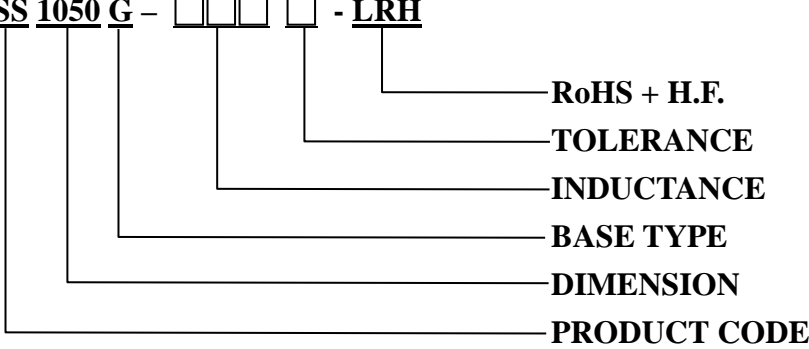 SS 1050 G – □□□ □ - LRH
RoHS + H.F.
TOLERANCE
INDUCTANCE
BASE TYPE
DIMENSION
PRODUCT CODE